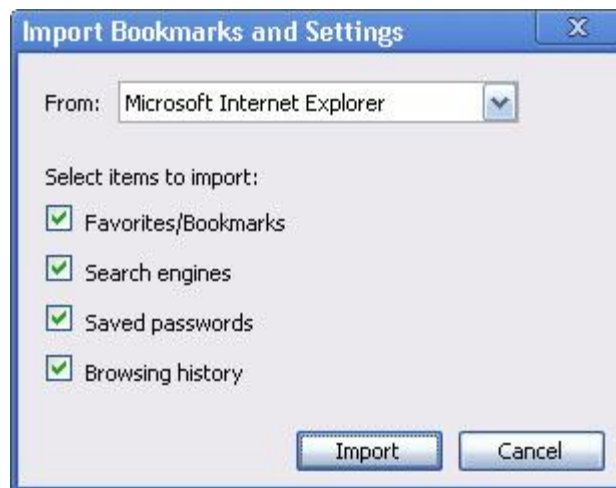 Import Bookmarks and Settings
From: Microsoft Internet Explorer
Select items to import:
Favorites/Bookmarks
Search engines
Saved passwords
Browsing history
Import Cancel